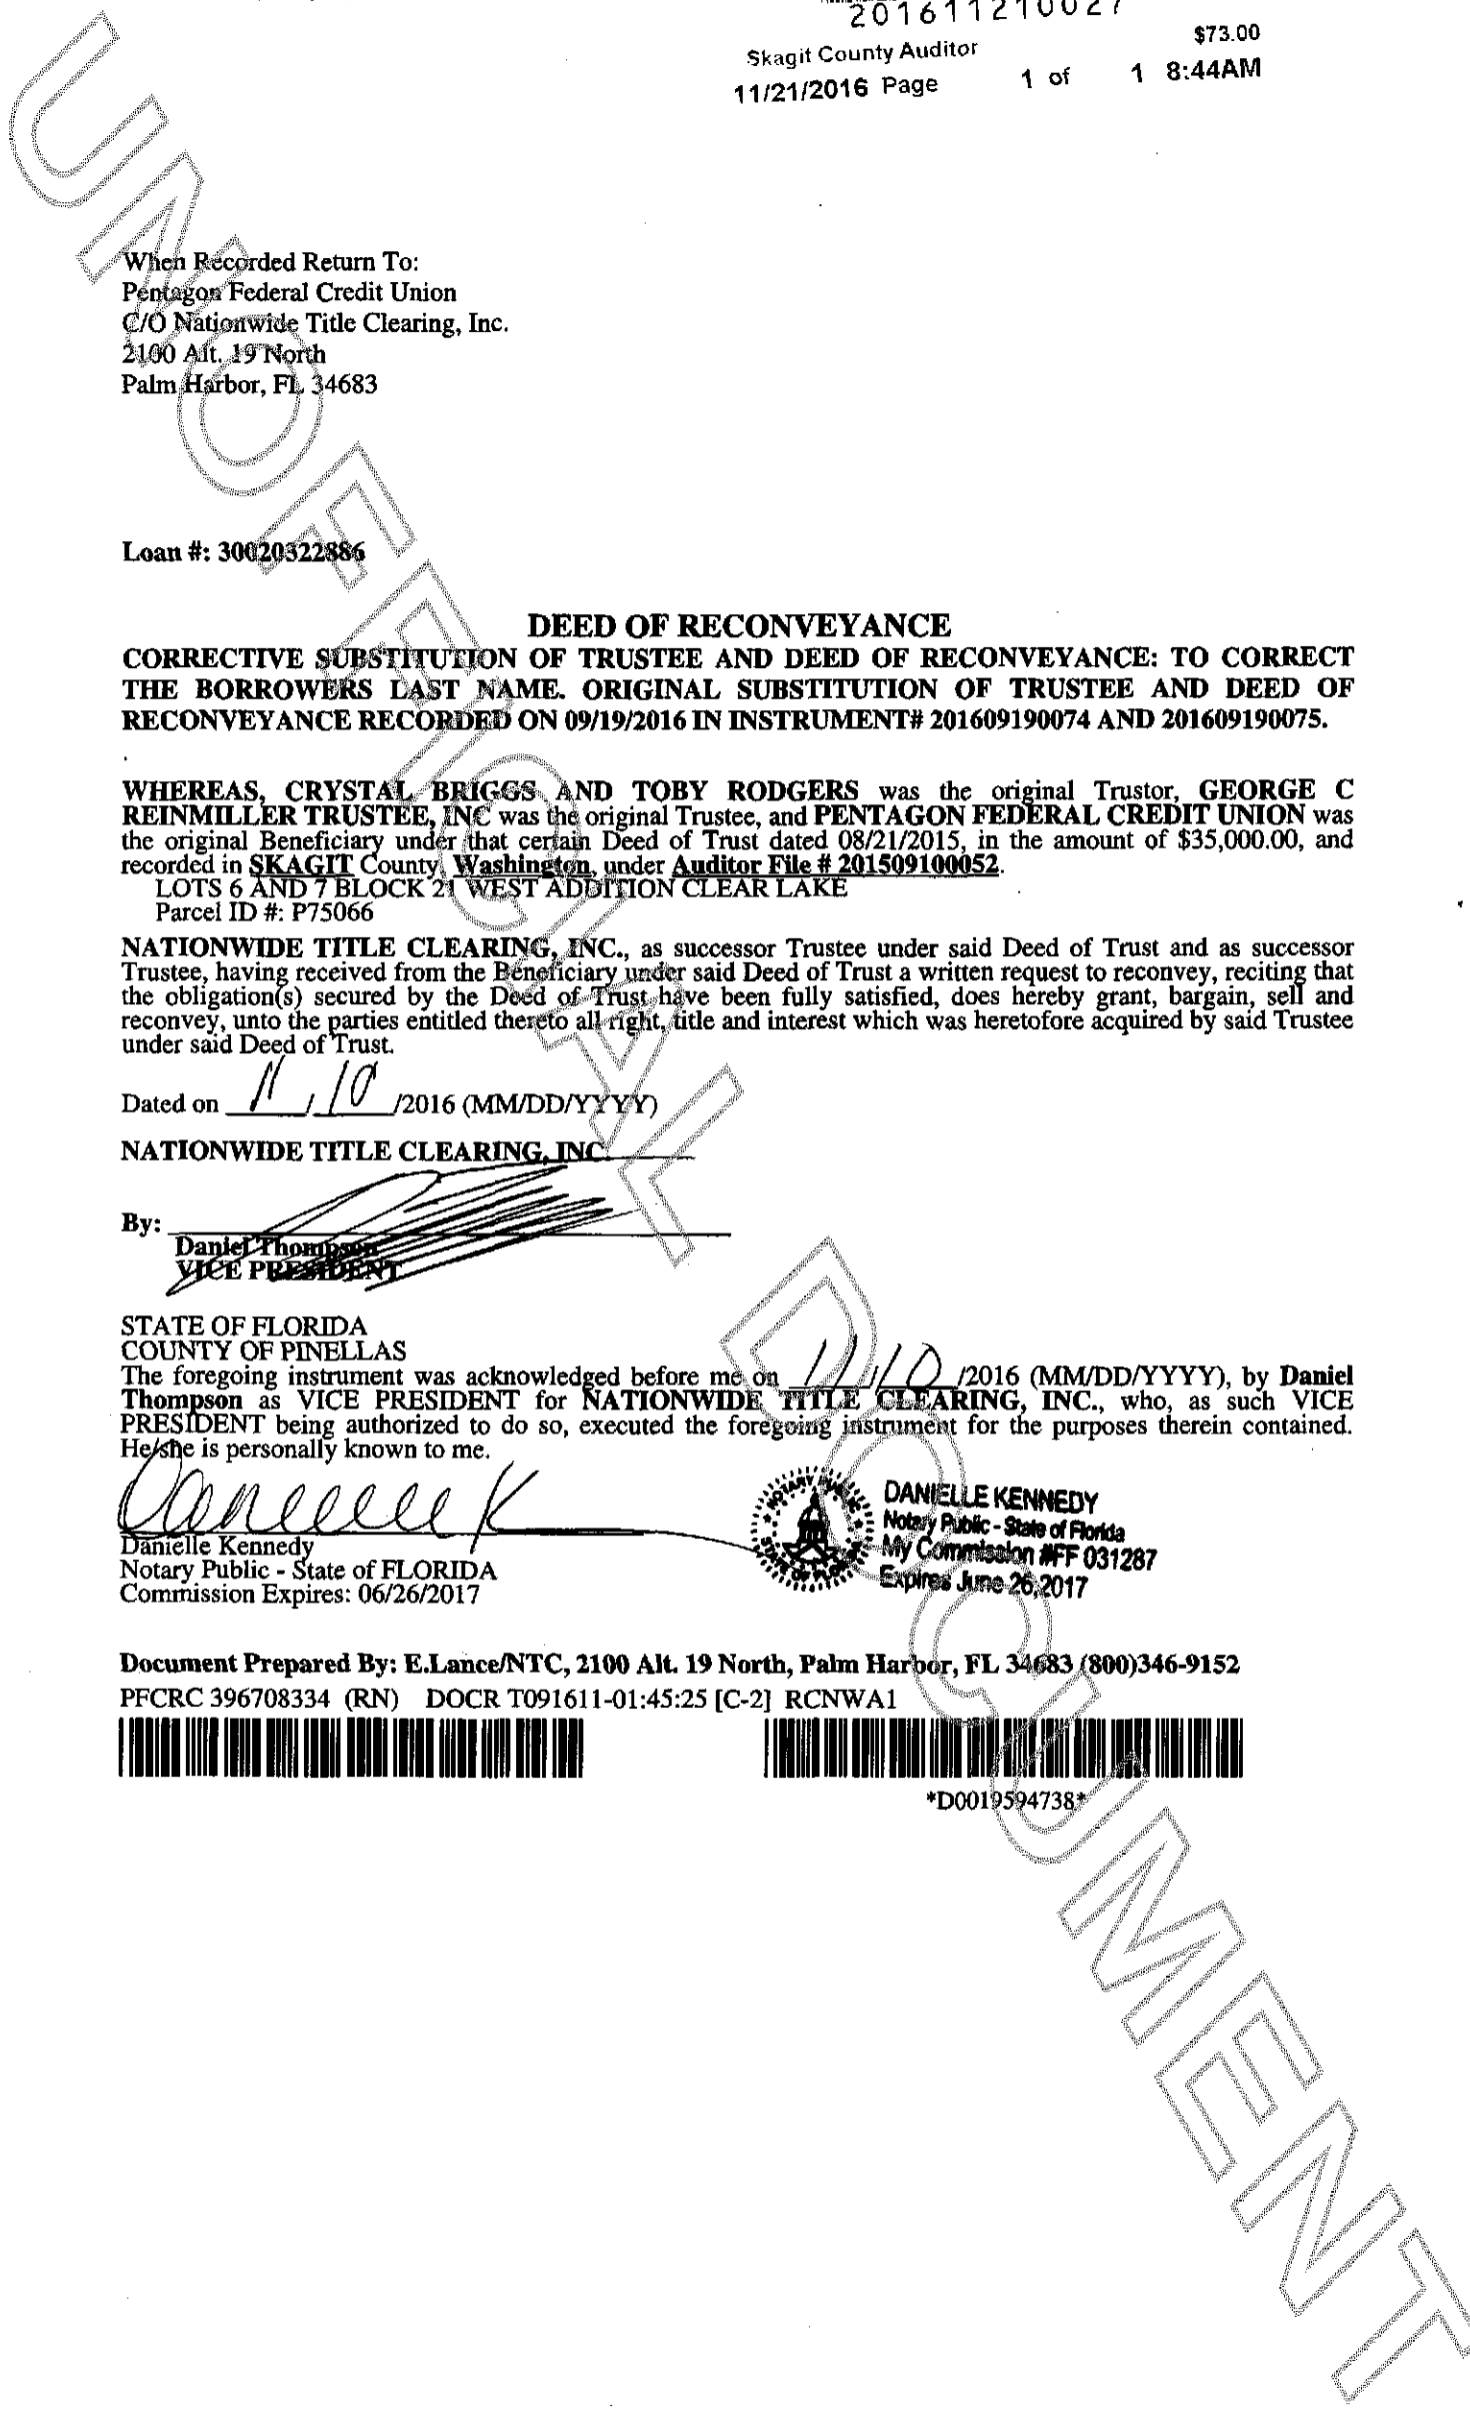 201611210027
Skagit County Auditor $73.00
11/21/2016 Page 1 of 1 8:44AM
When Recorded Return To:
Pentagon Federal Credit Union
C/O Nationwide Title Clearing, Inc.
2100 Alt. 19 North
Palm Harbor, FL 34683
Loan #: 30020322886
DEED OF RECONVEYANCE
CORRECTIVE SUBSTITUTION OF TRUSTEE AND DEED OF RECONVEYANCE: TO CORRECT
THE BORROWERS LAST NAME. ORIGINAL SUBSTITUTION OF TRUSTEE AND DEED OF
RECONVEYANCE RECORDED ON 09/19/2016 IN INSTRUMENT# 201609190074 AND 201609190075.
WHEREAS, CRYSTAL BRIGGS AND TOBY RODGERS was the original Trustor, GEORGE C
REINMILLER TRUSTEE, INC was the original Trustee, and PENTAGON FEDERAL CREDIT UNION was
the original Beneficiary under that certain Deed of Trust dated 08/21/2015, in the amount of $35,000.00, and
recorded in SKAGIT County, Washington, under Auditor File # 201509100052.
LOTS 6 AND 7 BLOCK 21 WEST ADDITION CLEAR LAKE
Parcel ID #: P75066
NATIONWIDE TITLE CLEARING, INC., as successor Trustee under said Deed of Trust and as successor
Trustee, having received from the Beneficiary under said Deed of Trust a written request to reconvey, reciting that
the obligation(s) secured by the Deed of Trust have been fully satisfied, does hereby grant, bargain, sell and
reconvey, unto the parties entitled thereto all right, title and interest which was heretofore acquired by said Trustee
under said Deed of Trust.
Dated on 11 / 10 /2016 (MM/DD/YYYY)
NATIONWIDE TITLE CLEARING, INC.
By:
Daniel Thompson
VICE PRESIDENT
STATE OF FLORIDA
COUNTY OF PINELLAS
The foregoing instrument was acknowledged before me on 11/10 /2016 (MM/DD/YYYY), by Daniel
Thompson as VICE PRESIDENT for NATIONWIDE TITLE CLEARING, INC., who, as such VICE
PRESIDENT being authorized to do so, executed the foregoing instrument for the purposes therein contained.
He/she is personally known to me.
Danielle K
Danielle Kennedy
Notary Public - State of FLORIDA
Commission Expires: 06/26/2017
NOTARY PUBLIC
STATE OF FLORIDA
DANIELLE KENNEDY
Notary Public - State of Florida
My Commission #FF 031287
Expires June 26, 2017
Document Prepared By: E.Lance/NTC, 2100 Alt. 19 North, Palm Harbor, FL 34683 (800)346-9152
PFCRC 396708334 (RN) DOCR T091611-01:45:25 [C-2] RCNWA1
*D0019594738*
UNOFFICIAL DOCUMENT